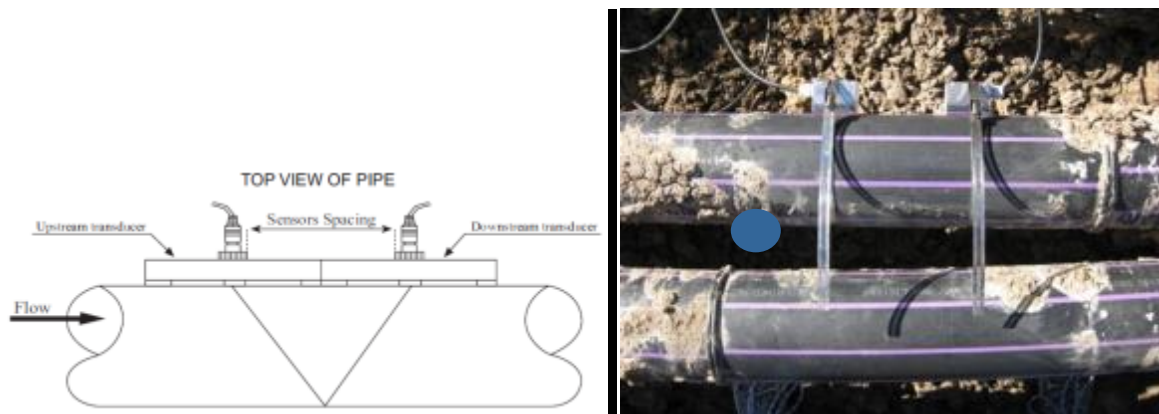 TOP VIEW OF PIPE
Sensors Spacing
Upstream transducer
Downstream transducer
Flow